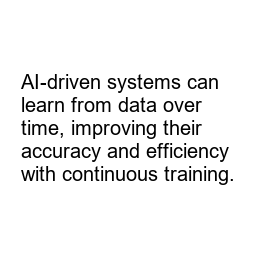 AI-driven systems can
learn from data over
time, improving their
accuracy and efficiency
with continuous training.